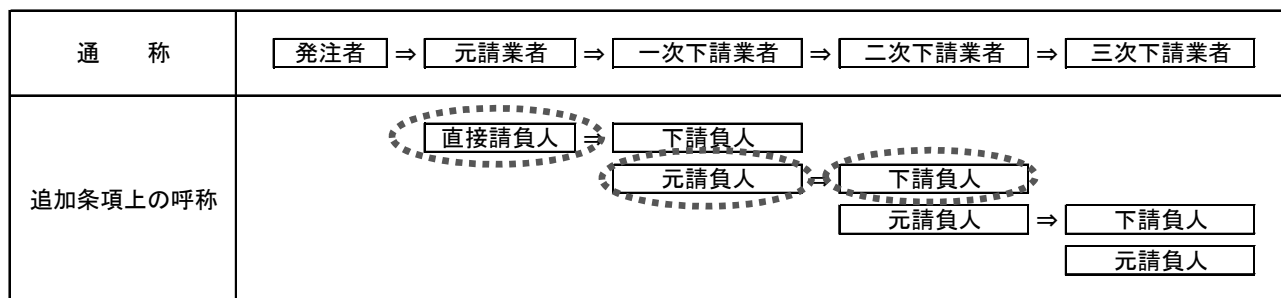 通　　称
発注者 ⇒ 元請業者 ⇒ 一次下請業者 ⇒ 二次下請業者 ⇒ 三次下請業者
追加条項上の呼称
直接請負人 ⇒ 下請負人
元請負人 ⇒ 下請負人
元請負人 ⇒ 下請負人
元請負人